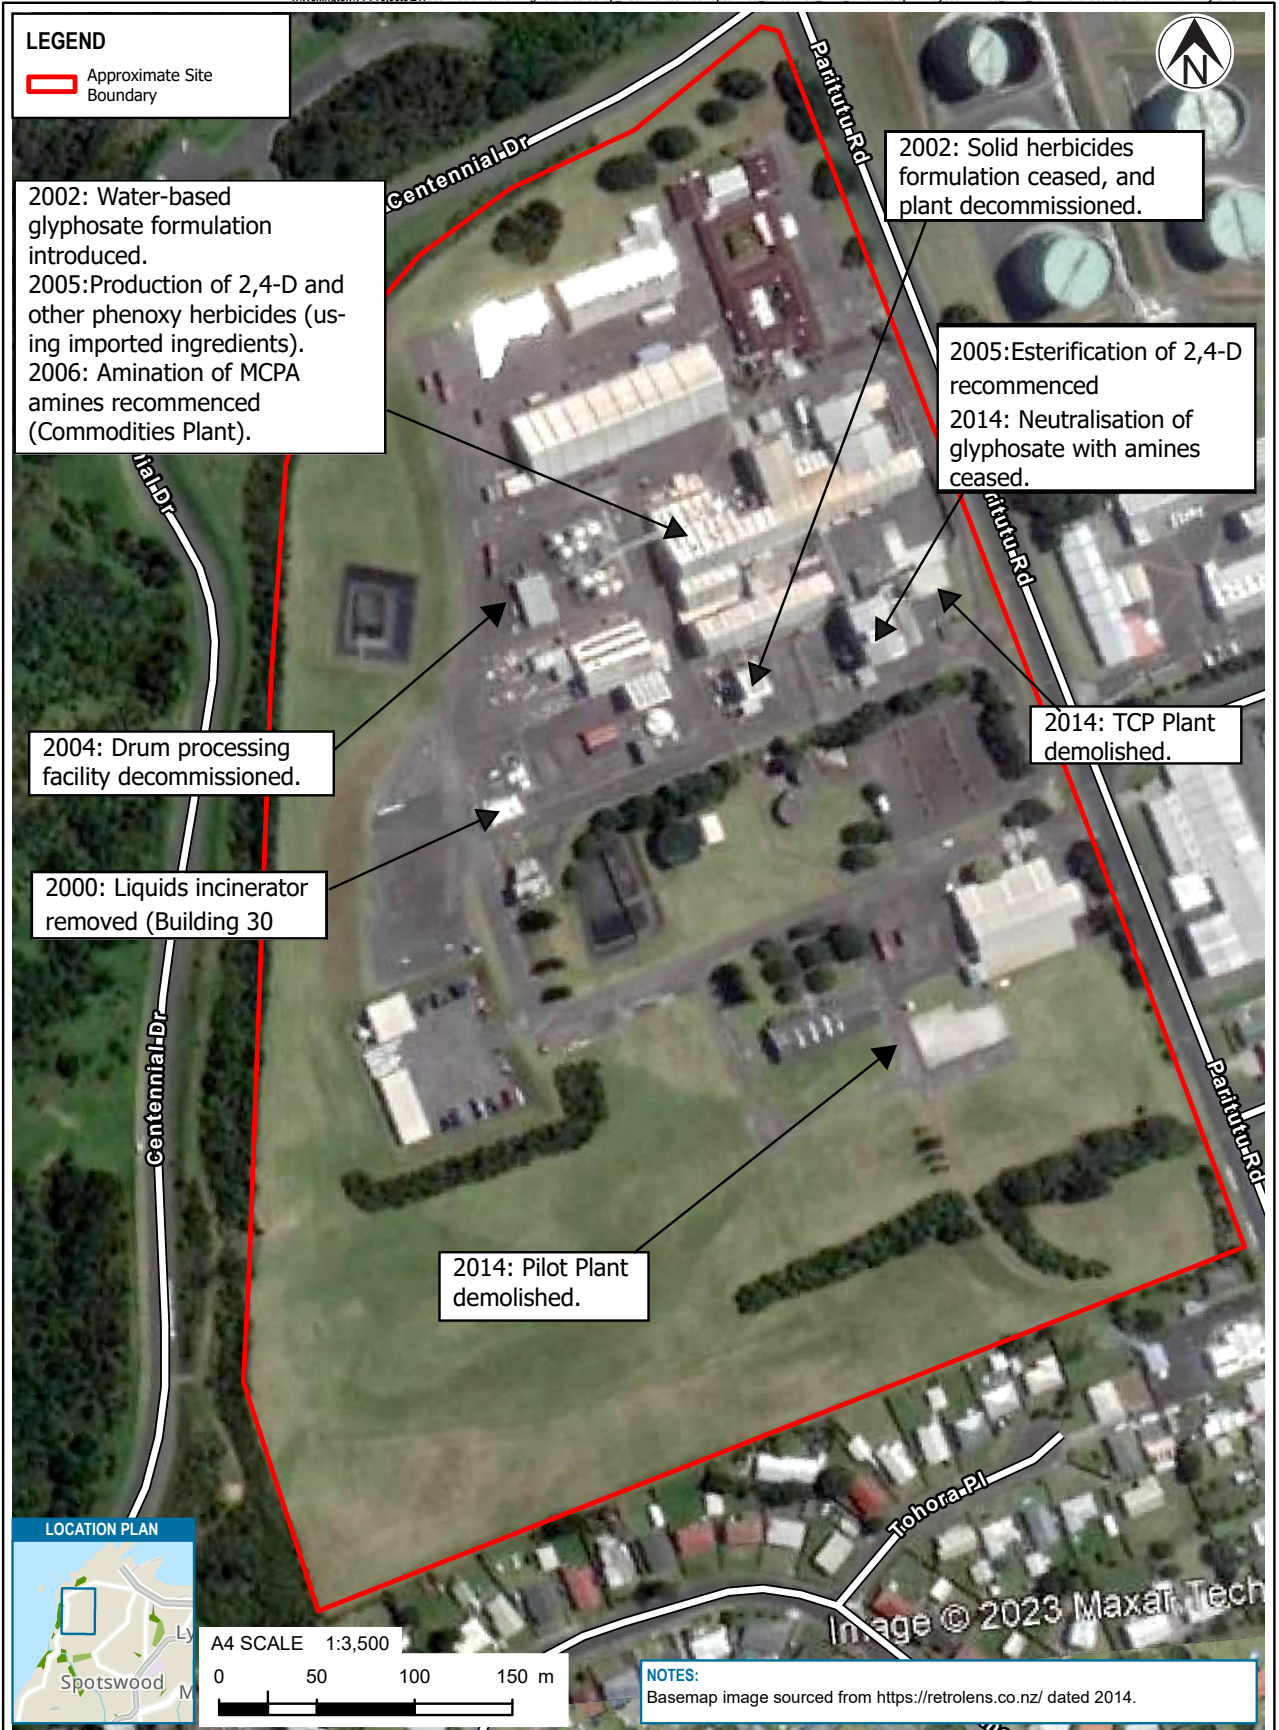 LEGEND
Approximate Site
Boundary
N
Centennial-Dr
Paritutu-Rd
2002: Solid herbicides
formulation ceased, and
plant decommissioned.
2002: Water-based
glyphosate formulation
introduced.
2005:Production of 2,4-D and
other phenoxy herbicides (us-
ing imported ingredients).
2006: Amination of MCPA
amines recommenced
(Commodities Plant).
2005:Esterification of 2,4-D
recommenced
2014: Neutralisation of
glyphosate with amines
ceased.
nial-Dr
ritutu-Rd
2014: TCP Plant
demolished.
2004: Drum processing
facility decommissioned.
2000: Liquids incinerator
removed (Building 30
Centennial-Dr
Paritutu-Rd
2014: Pilot Plant
demolished.
Tohora-Pl
LOCATION PLAN
Ly
Spotswood
M
A4 SCALE 1:3,500
0 50 100 150 m
Image © 2023 Maxar Tech
NOTES:
Basemap image sourced from https://retrolens.co.nz/ dated 2014.